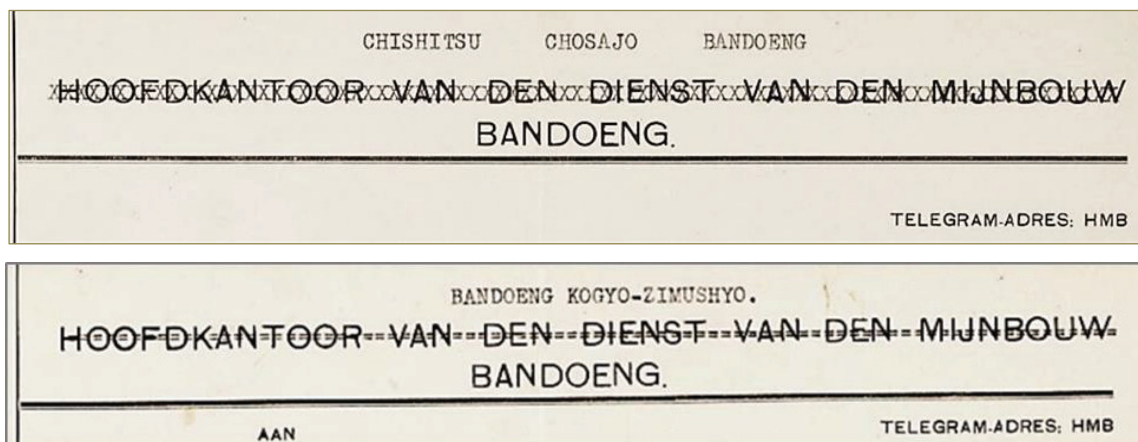 CHISHITSU CHOSAJO BANDOENG
HOOFDKANTOOR VAN DEN DIENST VAN DEN MIJNBOUW
BANDOENG.
TELEGRAM-ADRES: HMB
BANDOENG KOGYO-ZIMUSHYO.
HOOFDKANTOOR VAN DEN DIENST VAN DEN MIJNBOUW
BANDOENG.
AAN TELEGRAM-ADRES: HMB